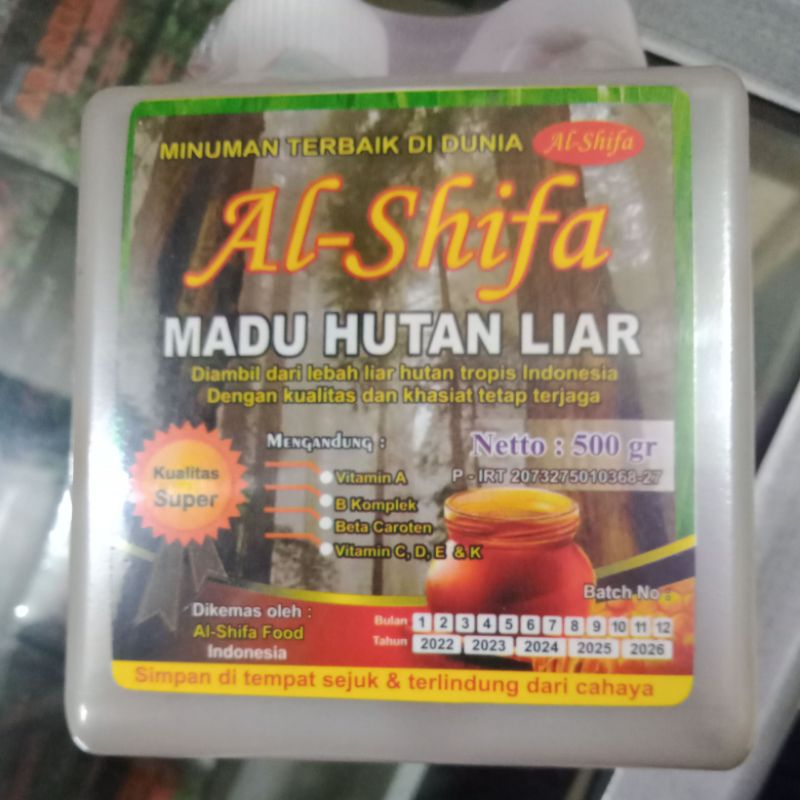 MINUMAN TERBAIK DI DUNIA
Al-Shifa
Al-Shifa
MADU HUTAN LIAR
Diambil dari lebah liar hutan tropis Indonesia
Dengan kualitas dan khasiat tetap terjaga
Mengandung :
Netto : 500 gr
P - IRT 2073275010368-27
Kualitas
Super
Vitamin A
B Komplek
Beta Caroten
Vitamin C, D, E & K
Batch No :
Dikemas oleh :
Al-Shifa Food
Indonesia
Bulan 1 2 3 4 5 6 7 8 9 10 11 12
Tahun 2022 2023 2024 2025 2026
Simpan di tempat sejuk & terlindung dari cahaya